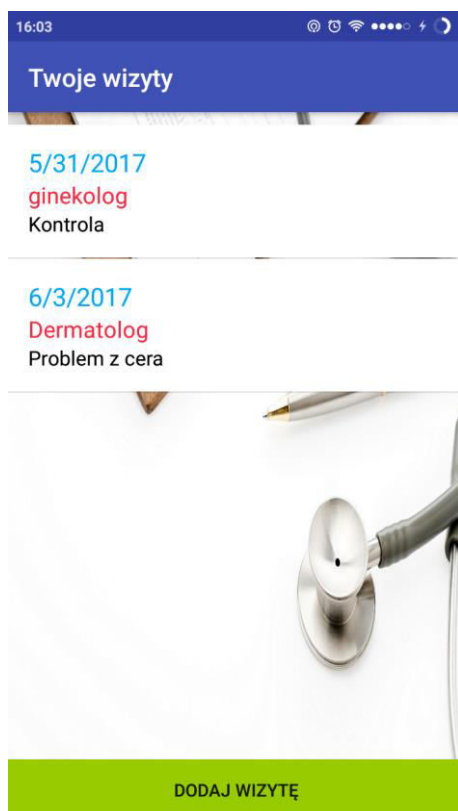 16:03
Twoje wizyty
5/31/2017
ginekolog
Kontrola
6/3/2017
Dermatolog
Problem z cera
DODAJ WIZYTĘ